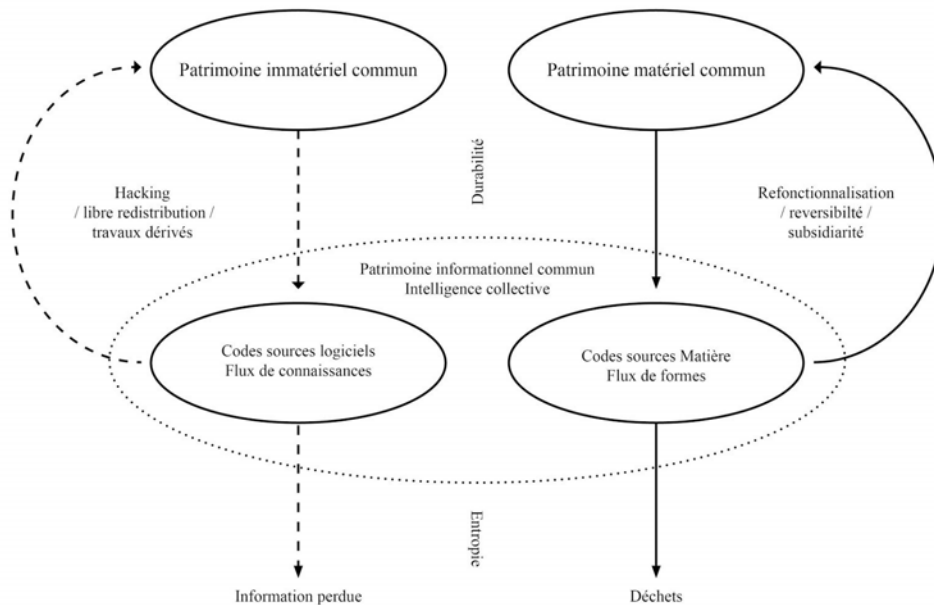 Patrimoine immatériel commun
Patrimoine matériel commun
Durabilité
Hacking
/ libre redistribution /
travaux dérivés
Refonctionnalisation
/ reversibilté /
subsidiarité
Patrimoine informationnel commun
Intelligence collective
Codes sources logiciels
Flux de connaissances
Codes sources Matière
Flux de formes
Entropie
Information perdue
Déchets